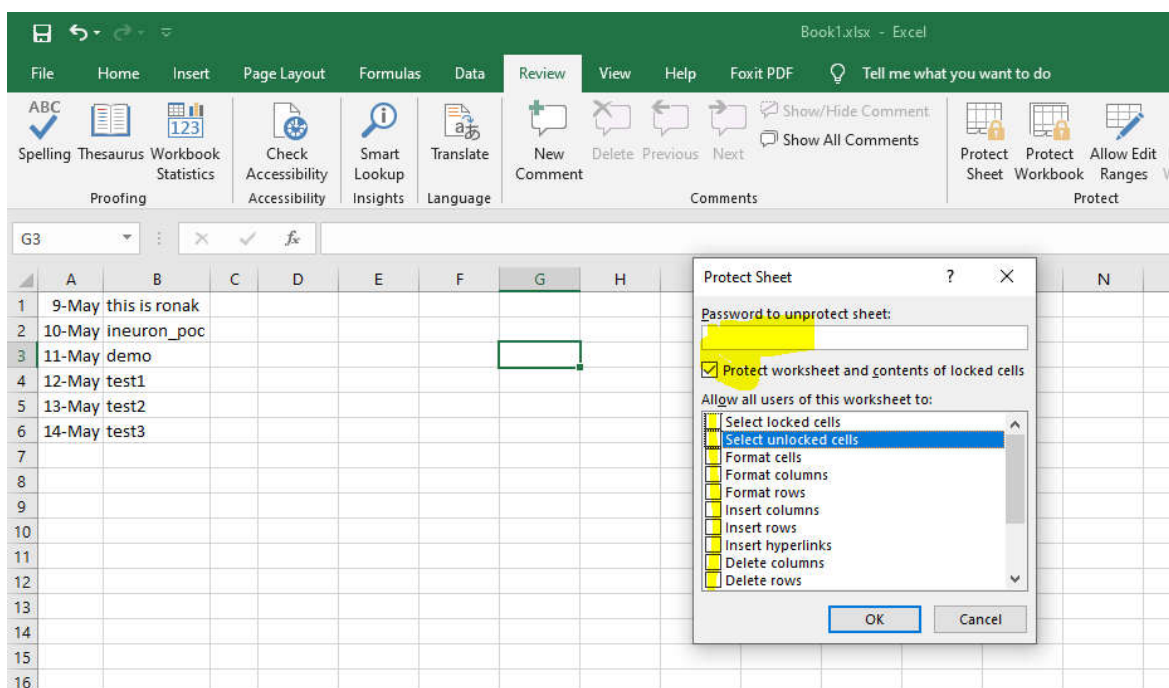 Book1.xlsx - Excel
File Home Insert Page Layout Formulas Data Review View Help Foxit PDF Tell me what you want to do
ABC
Spelling
Thesaurus
123
Workbook
Statistics
Proofing
Check
Accessibility
Accessibility
Smart
Lookup
Insights
Translate
Language
New
Comment
Delete Previous Next
Show/Hide Comment
Show All Comments
Comments
Protect
Sheet
Protect
Workbook
Allow Edit
Ranges
Protect
G3 fx
A B C D E F G H N
1 9-May this is ronak
2 10-May ineuron_poc
3 11-May demo
4 12-May test1
5 13-May test2
6 14-May test3
7
8
9
10
11
12
13
14
15
16
Protect Sheet ?
Password to unprotect sheet:
Protect worksheet and contents of locked cells
Allow all users of this worksheet to:
Select locked cells
Select unlocked cells
Format cells
Format columns
Format rows
Insert columns
Insert rows
Insert hyperlinks
Delete columns
Delete rows
OK Cancel